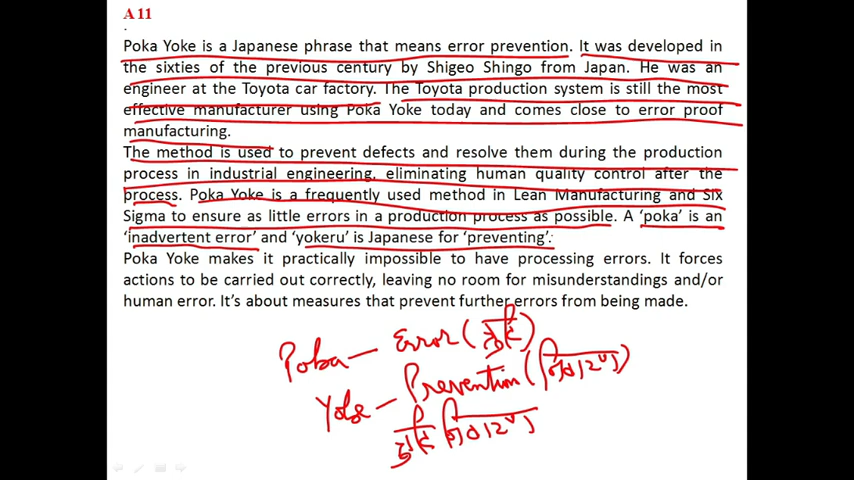 A 11
Poka Yoke is a Japanese phrase that means error prevention. It was developed in
the sixties of the previous century by Shigeo Shingo from Japan. He was an
engineer at the Toyota car factory. The Toyota production system is still the most
effective manufacturer using Poka Yoke today and comes close to error proof
manufacturing.
The method is used to prevent defects and resolve them during the production
process in industrial engineering, eliminating human quality control after the
process. Poka Yoke is a frequently used method in Lean Manufacturing and Six
Sigma to ensure as little errors in a production process as possible. A ‘poka’ is an
‘inadvertent error’ and ‘yokeru’ is Japanese for ‘preventing’.
Poka Yoke makes it practically impossible to have processing errors. It forces
actions to be carried out correctly, leaving no room for misunderstandings and/or
human error. It’s about measures that prevent further errors from being made.
Poka — Error (त्रुटि)
Yoke — Prevention (निवारण)
त्रुटि निवारण